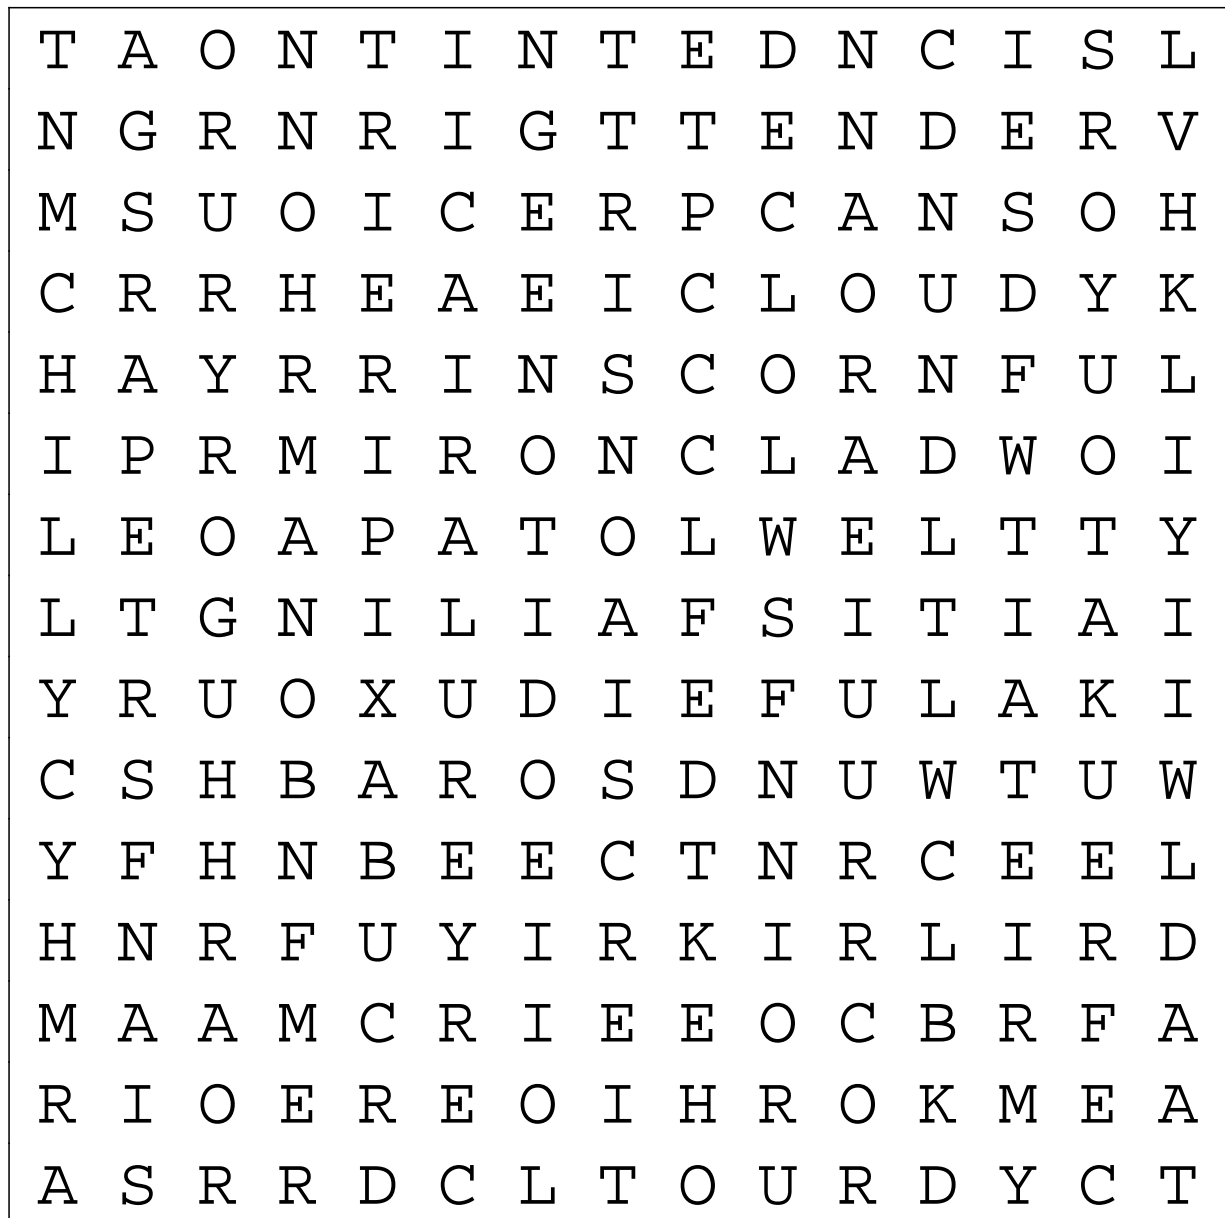 T A O N T I N T E D N C I S L
N G R N R I G T T E N D E R V
M S U O I C E R P C A N S O H
C R R H E A E I C L O U D Y K
H A Y R R I N S C O R N F U L
I P R M I R O N C L A D W O I
L E O A P A T O L W E L T T Y
L T G N I L I A F S I T I A I
Y R U O X U D I E F U L A K I
C S H B A R O S D N U W T U W
Y F H N B E E C T N R C E E L
H N R F U Y I R K I R L I R D
M A A M C R I E E O C B R F A
R I O E R E O I H R O K M E A
A S R R D C L T O U R D Y C T